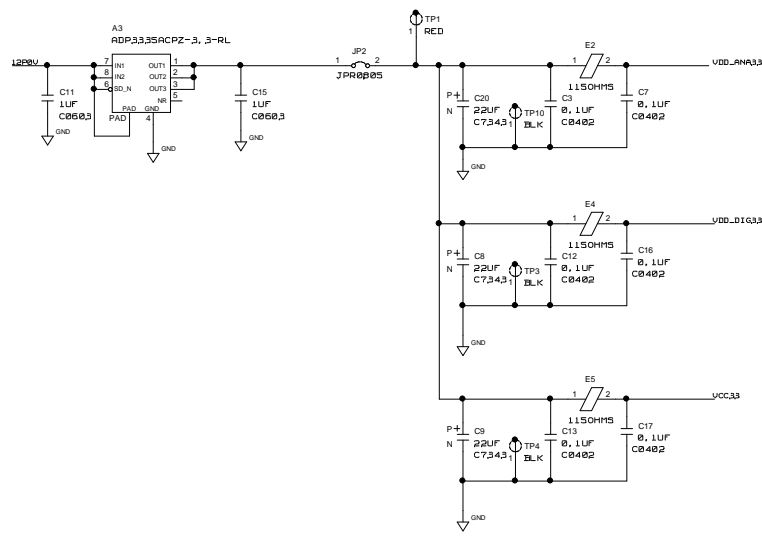 TP1
1 RED
A3
ADP3335ACPZ-3.3-RL
12P0V
7 IN1 OUT1 1
8 IN2 OUT2 2
6 SD_N OUT3 3
NR 5
PAD GND
PAD 4
C11
1UF
C0603
GND
GND
C15
1UF
C0603
GND
JP2
1 2
JPR0805
E2
1 2
1150HMS
VDD_ANA33
P+ C20
N 22UF
C7343
TP10
1 BLK
C3
0.1UF
C0402
C7
0.1UF
C0402
GND
E4
1 2
1150HMS
VDD_DIG33
P+ C8
N 22UF
C7343
TP3
1 BLK
C12
0.1UF
C0402
C16
0.1UF
C0402
GND
E5
1 2
1150HMS
VCC33
P+ C9
N 22UF
C7343
TP4
1 BLK
C13
0.1UF
C0402
C17
0.1UF
C0402
GND